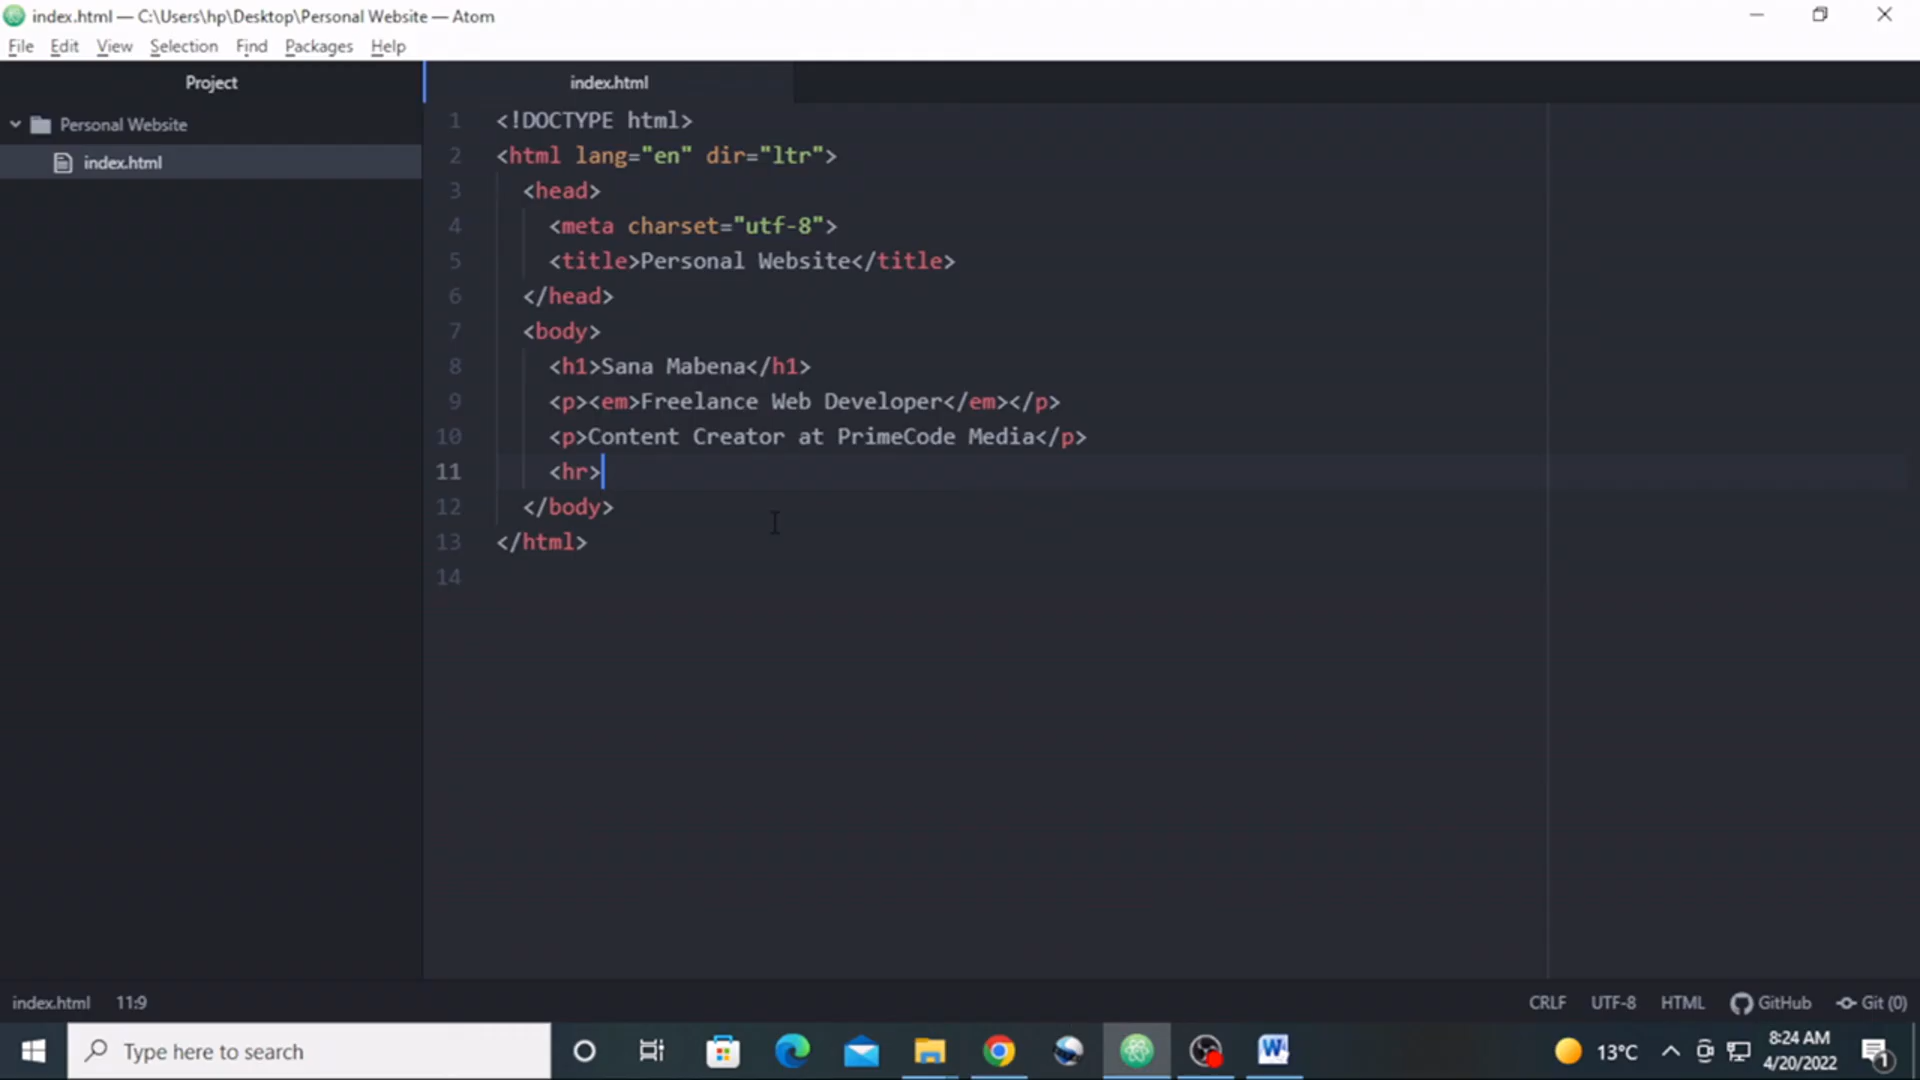 index.html — C:\Users\hp\Desktop\Personal Website — Atom
File Edit View Selection Find Packages Help
Project
index.html
Personal Website
index.html
1 <!DOCTYPE html>
2 <html lang="en" dir="ltr">
3 <head>
4 <meta charset="utf-8">
5 <title>Personal Website</title>
6 </head>
7 <body>
8 <h1>Sana Mabena</h1>
9 <p><em>Freelance Web Developer</em></p>
10 <p>Content Creator at PrimeCode Media</p>
11 <hr>
12 </body>
13 </html>
14
index.html 11:9 CRLF UTF-8 HTML GitHub Git (0)
Type here to search
W
13°C
8:24 AM
4/20/2022
1